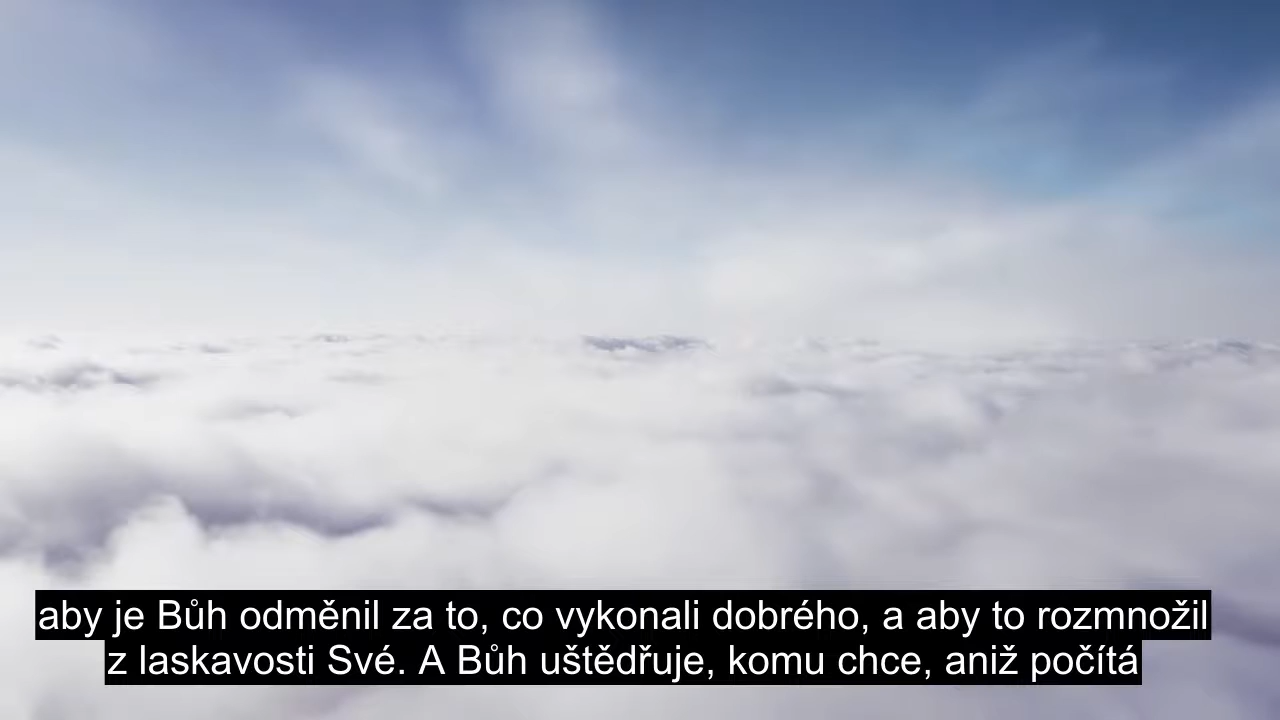 aby je Bůh odměnil za to, co vykonali dobrého, a aby to rozmnožil
z laskavosti Své. A Bůh uštědřuje, komu chce, aniž počítá